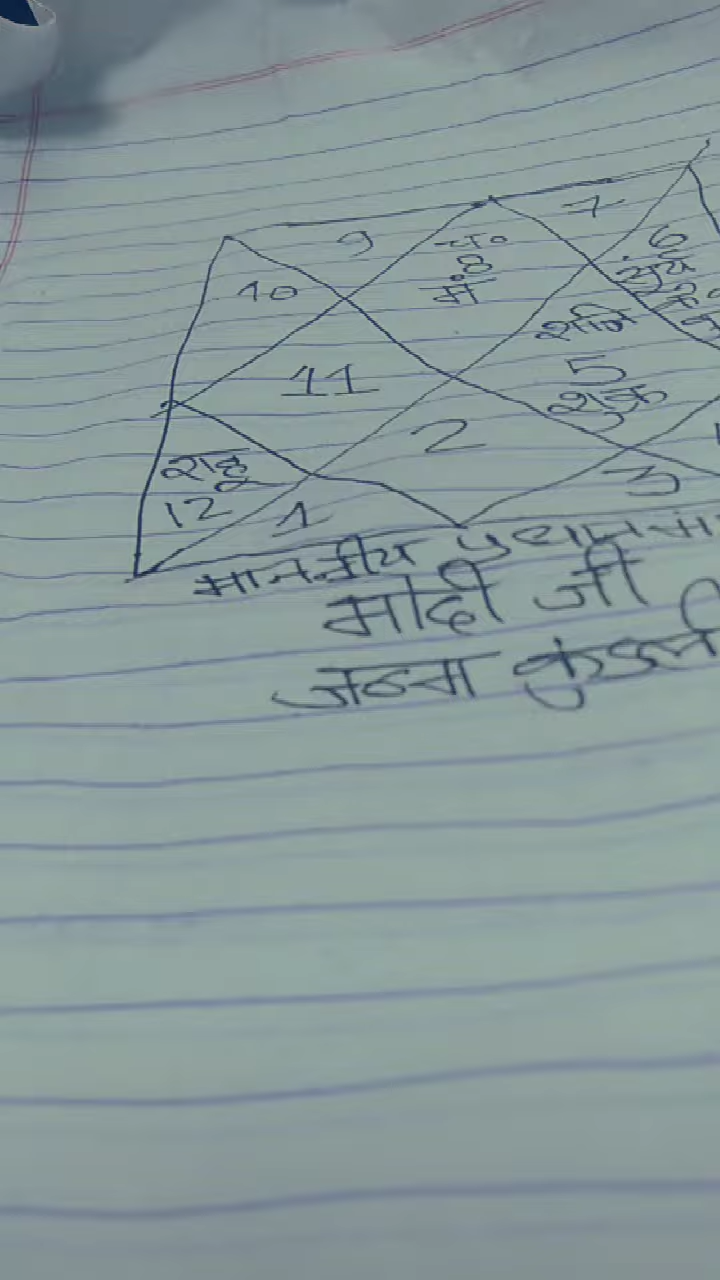 9
7
10
चं०
8
मं
6
सूर्य
के
11
शनि
5
शुक्र
2
राहू
12
1
3
माननीय
मोदी जी
जन्म कुंडली